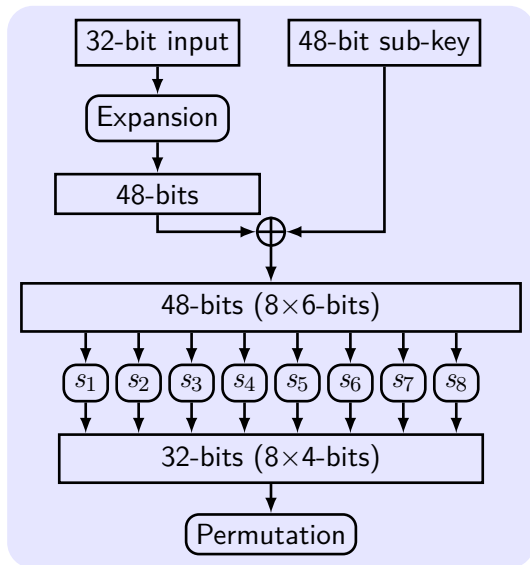 32-bit input
48-bit sub-key
Expansion
48-bits
48-bits (8×6-bits)
s₁ s₂ s₃ s₄ s₅ s₆ s₇ s₈
32-bits (8×4-bits)
Permutation